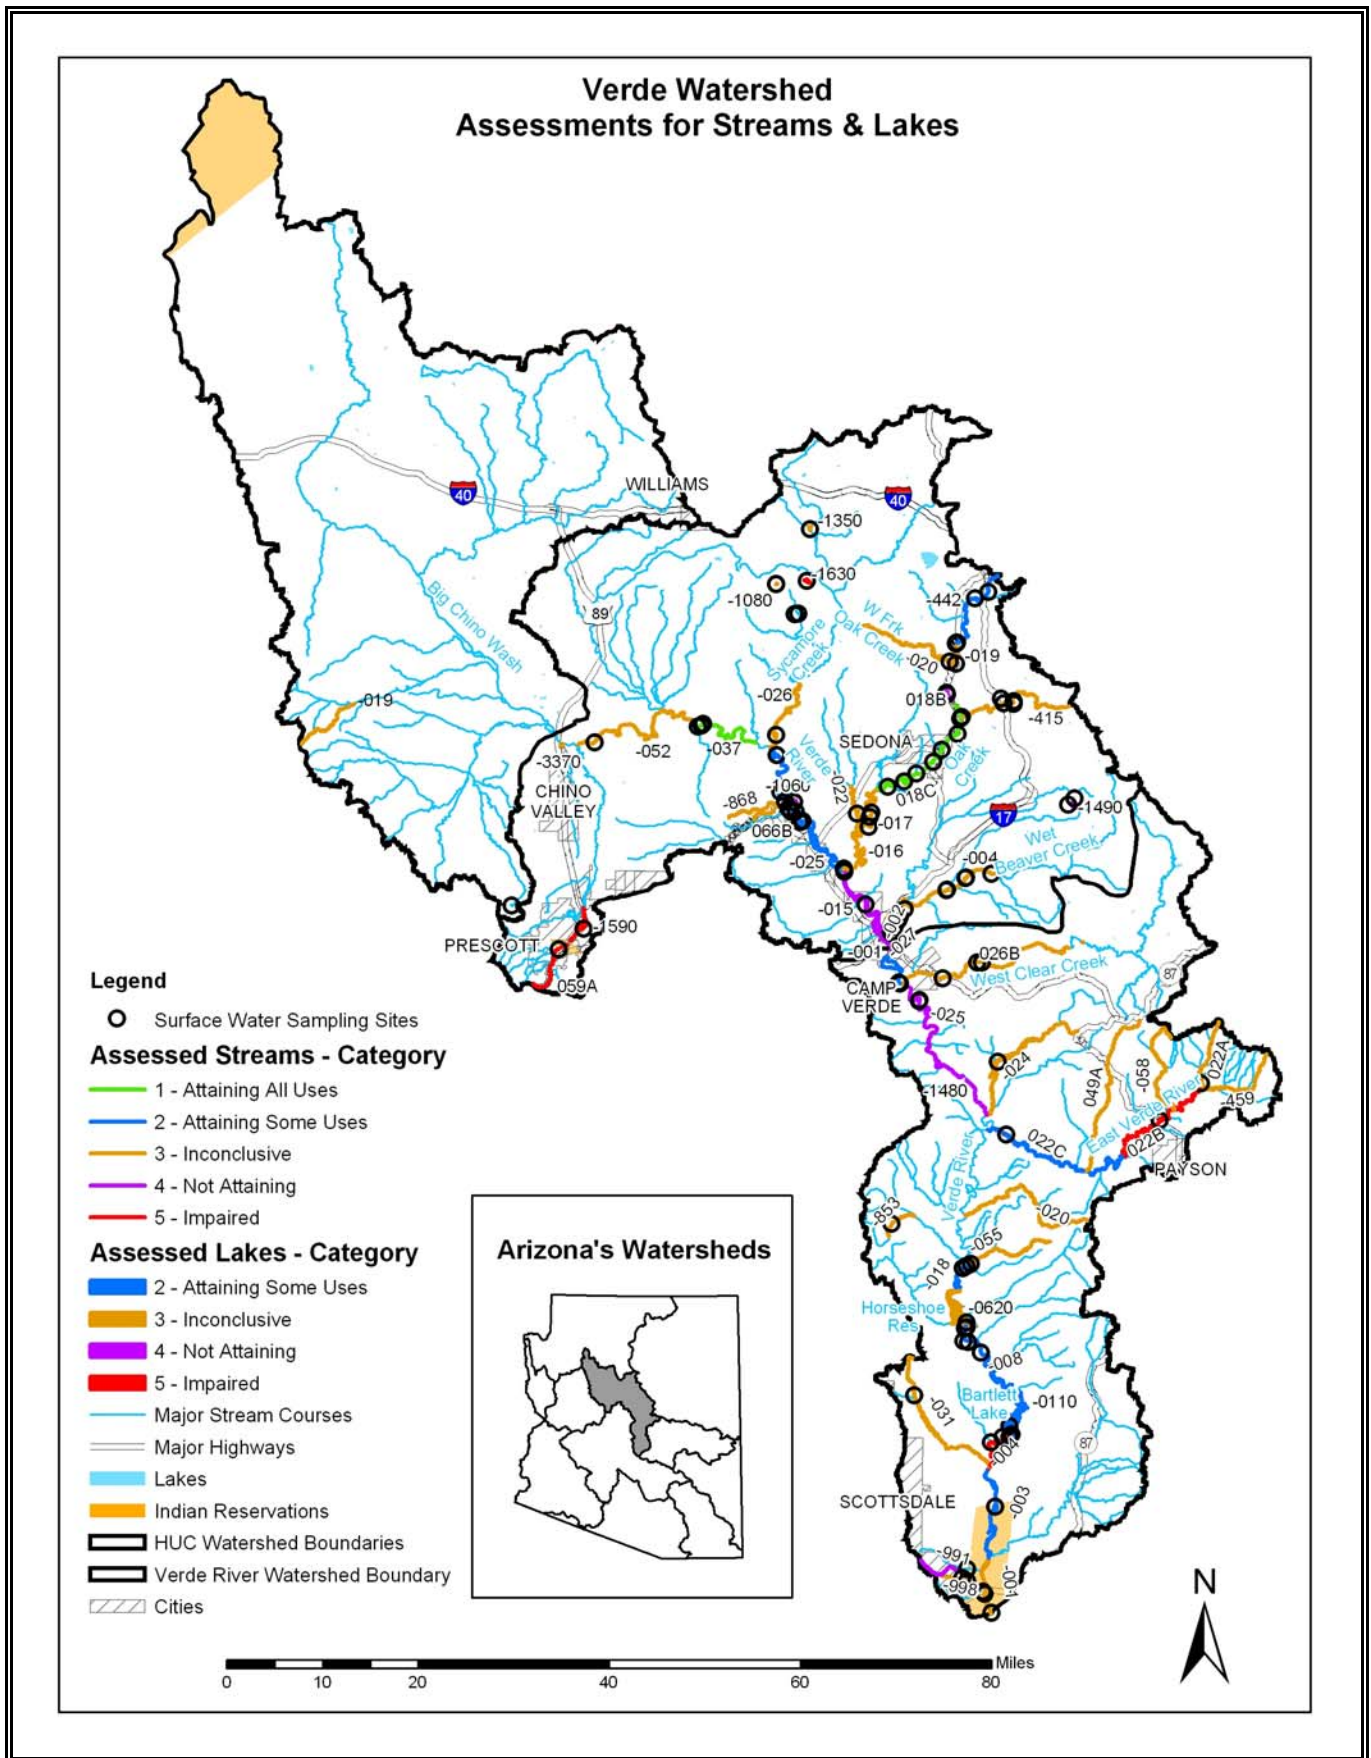 Verde Watershed
Assessments for Streams & Lakes
WILLIAMS
40
40
-1350
-1630
-1080
-442
89
Big Chino Wash
W Frk
Oak Creek
Sycamore
Creek
-020
-019
-026
018B
-415
-019
-052
-037
-3370
SEDONA
Verde
River
Oak
Creek
CHINO
VALLEY
-1060
-022
018C
-868
066B
-017
-1490
17
-025
-016
Wet
Beaver Creek
-004
-015
-002
-027
-001
PRESCOTT
-1590
059A
026B
West Clear Creek
87
CAMP
VERDE
-025
-024
-1480
049A
-058
022A
-459
East Verde River
022B
022C
PAYSON
Verde River
-853
-020
-055
-018
Horseshoe
Res
-0620
-008
Bartlett
Lake
-0110
-031
-004
87
SCOTTSDALE
-003
-991
-998
-001
Legend
Surface Water Sampling Sites
Assessed Streams - Category
1 - Attaining All Uses
2 - Attaining Some Uses
3 - Inconclusive
4 - Not Attaining
5 - Impaired
Assessed Lakes - Category
2 - Attaining Some Uses
3 - Inconclusive
4 - Not Attaining
5 - Impaired
Major Stream Courses
Major Highways
Lakes
Indian Reservations
HUC Watershed Boundaries
Verde River Watershed Boundary
Cities
Arizona's Watersheds
N
Miles
0 10 20 40 60 80